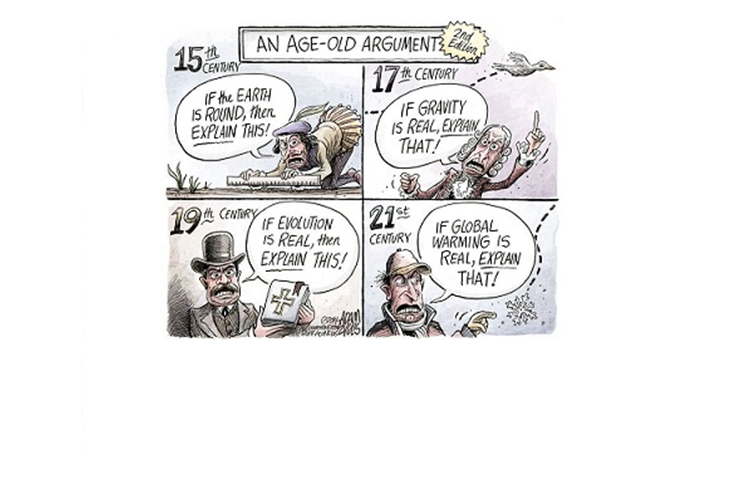 AN AGE-OLD ARGUMENT
2nd
Edition
15th
CENTURY
IF the EARTH
IS ROUND, then
EXPLAIN THIS!
17th CENTURY
IF GRAVITY
IS REAL, EXPLAIN
THAT!
19th CENTURY
IF EVOLUTION
IS REAL, then
EXPLAIN THIS!
21st
CENTURY
IF GLOBAL
WARMING IS
REAL, EXPLAIN
THAT!